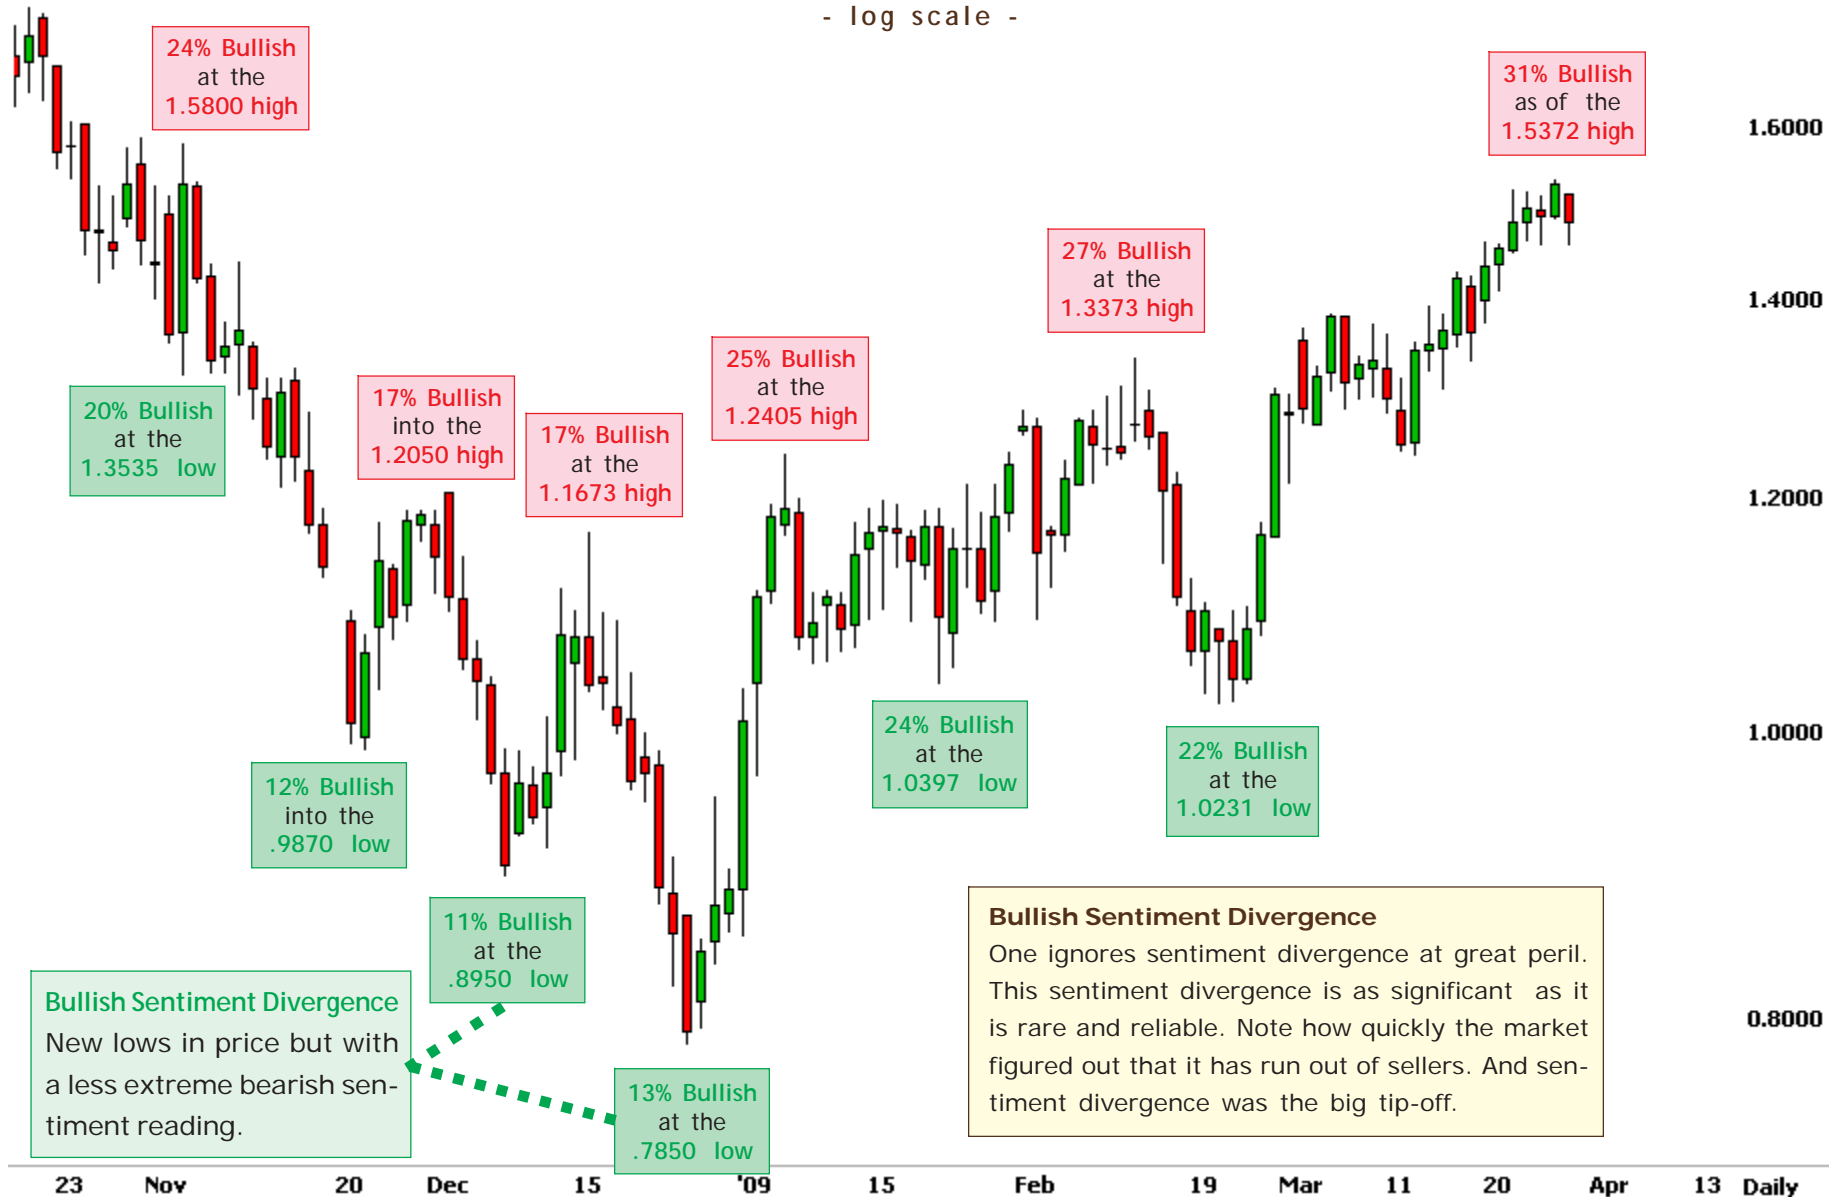 - log scale -
24% Bullish
at the
1.5800 high
31% Bullish
as of the
1.5372 high
1.6000
27% Bullish
at the
1.3373 high
1.4000
25% Bullish
at the
1.2405 high
20% Bullish
at the
1.3535 low
17% Bullish
into the
1.2050 high
17% Bullish
at the
1.1673 high
1.2000
24% Bullish
at the
1.0397 low
22% Bullish
at the
1.0231 low
1.0000
12% Bullish
into the
.9870 low
11% Bullish
at the
.8950 low
Bullish Sentiment Divergence
One ignores sentiment divergence at great peril.
This sentiment divergence is as significant as it
is rare and reliable. Note how quickly the market
figured out that it has run out of sellers. And sen-
timent divergence was the big tip-off.
Bullish Sentiment Divergence
New lows in price but with
a less extreme bearish sen-
timent reading.
0.8000
13% Bullish
at the
.7850 low
23 Nov 20 Dec 15 '09 15 Feb 19 Mar 11 20 Apr 13 Daily